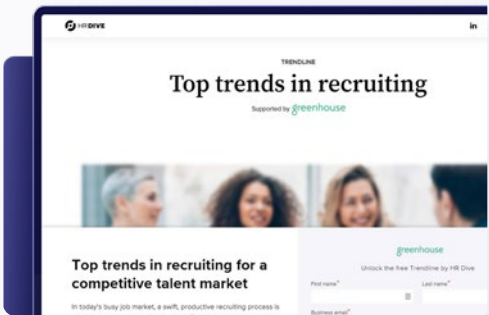 HRDIVE
in
TRENDLINE
Top trends in recruiting
Supported by greenhouse
Top trends in recruiting for a
competitive talent market
In today's busy job market, a swift, productive recruiting process is
greenhouse
Unlock the free Trendline by HR Dive
First name*
Last name*
Business email*